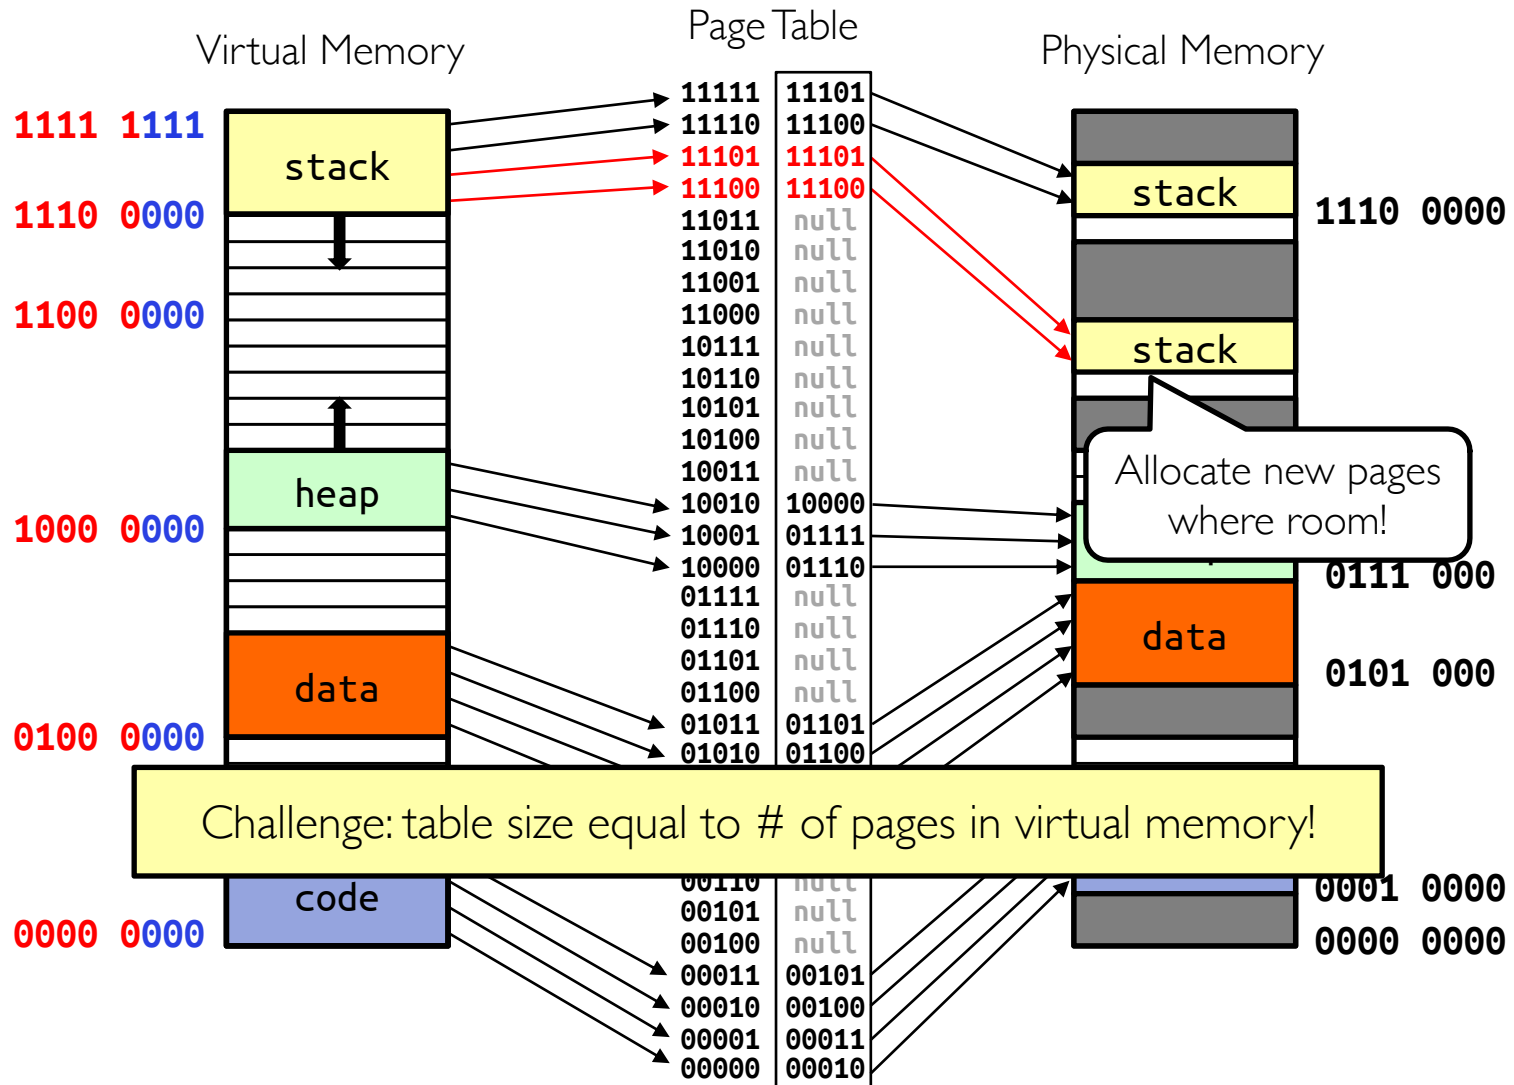 Virtual Memory
Page Table
Physical Memory
1111 1111
stack
1110 0000
1100 0000
heap
1000 0000
data
0100 0000
code
0000 0000
11111 11101
11110 11100
11101 11101
11100 11100
11011 null
11010 null
11001 null
11000 null
10111 null
10110 null
10101 null
10100 null
10011 null
10010 10000
10001 01111
10000 01110
01111 null
01110 null
01101 null
01100 null
01011 01101
01010 01100
Challenge: table size equal to # of pages in virtual memory!
00110 null
00101 null
00100 null
00011 00101
00010 00100
00001 00011
00000 00010
stack
1110 0000
stack
Allocate new pages
where room!
0111 000
data
0101 000
0001 0000
0000 0000